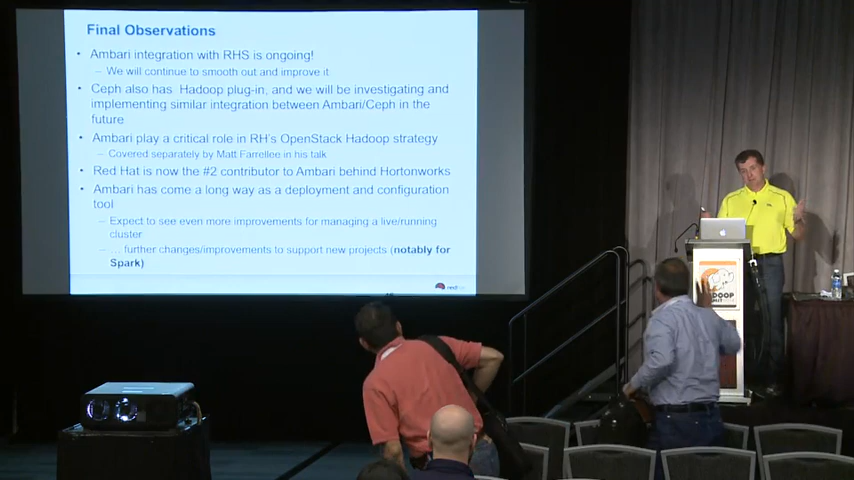 Final Observations
• Ambari integration with RHS is ongoing!
– We will continue to smooth out and improve it
• Ceph also has Hadoop plug-in, and we will be investigating and
implementing similar integration between Ambari/Ceph in the
future
• Ambari play a critical role in RH's OpenStack Hadoop strategy
– Covered separately by Matt Farrellee in his talk
• Red Hat is now the #2 contributor to Ambari behind Hortonworks
• Ambari has come a long way as a deployment and configuration
tool
– Expect to see even more improvements for managing a live/running
cluster
– ... further changes/improvements to support new projects (notably for
Spark)